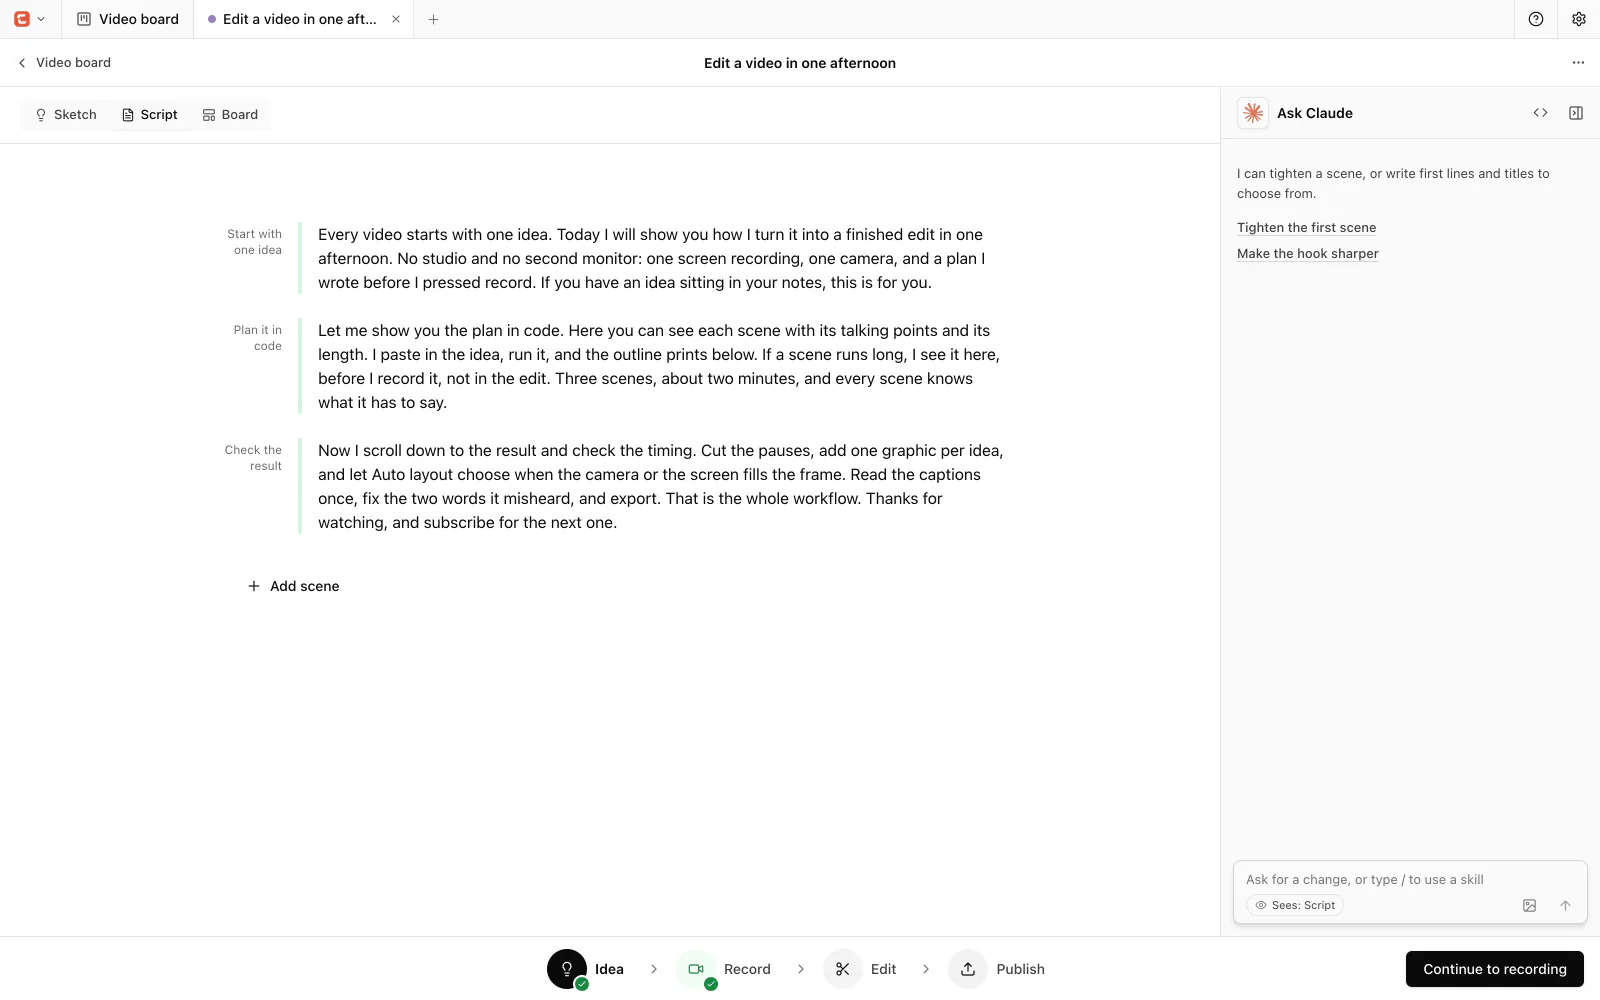 Video board
Edit a video in one aft...
Video board
Edit a video in one afternoon
Sketch
Script
Board
Ask Claude
I can tighten a scene, or write first lines and titles to
choose from.
Tighten the first scene
Make the hook sharper
Start with
one idea
Every video starts with one idea. Today I will show you how I turn it into a finished edit in one
afternoon. No studio and no second monitor: one screen recording, one camera, and a plan I
wrote before I pressed record. If you have an idea sitting in your notes, this is for you.
Plan it in
code
Let me show you the plan in code. Here you can see each scene with its talking points and its
length. I paste in the idea, run it, and the outline prints below. If a scene runs long, I see it here,
before I record it, not in the edit. Three scenes, about two minutes, and every scene knows
what it has to say.
Check the
result
Now I scroll down to the result and check the timing. Cut the pauses, add one graphic per idea,
and let Auto layout choose when the camera or the screen fills the frame. Read the captions
once, fix the two words it misheard, and export. That is the whole workflow. Thanks for
watching, and subscribe for the next one.
Add scene
Ask for a change, or type / to use a skill
Sees: Script
Idea
Record
Edit
Publish
Continue to recording